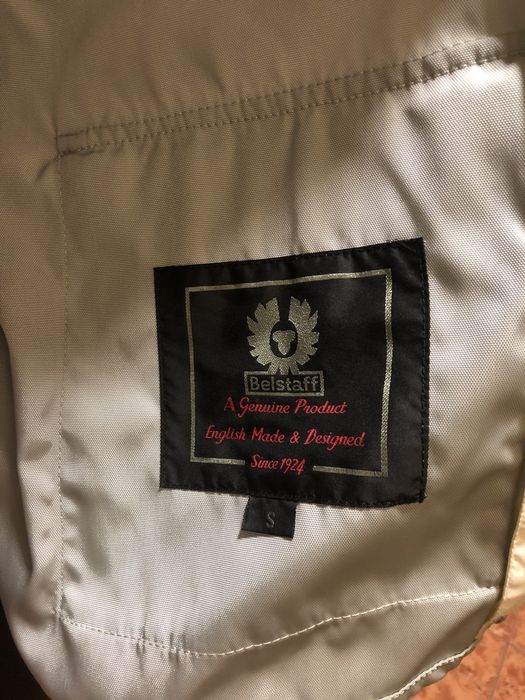 Belstaff
A Genuine Product
English Made & Designed
Since 1924
S